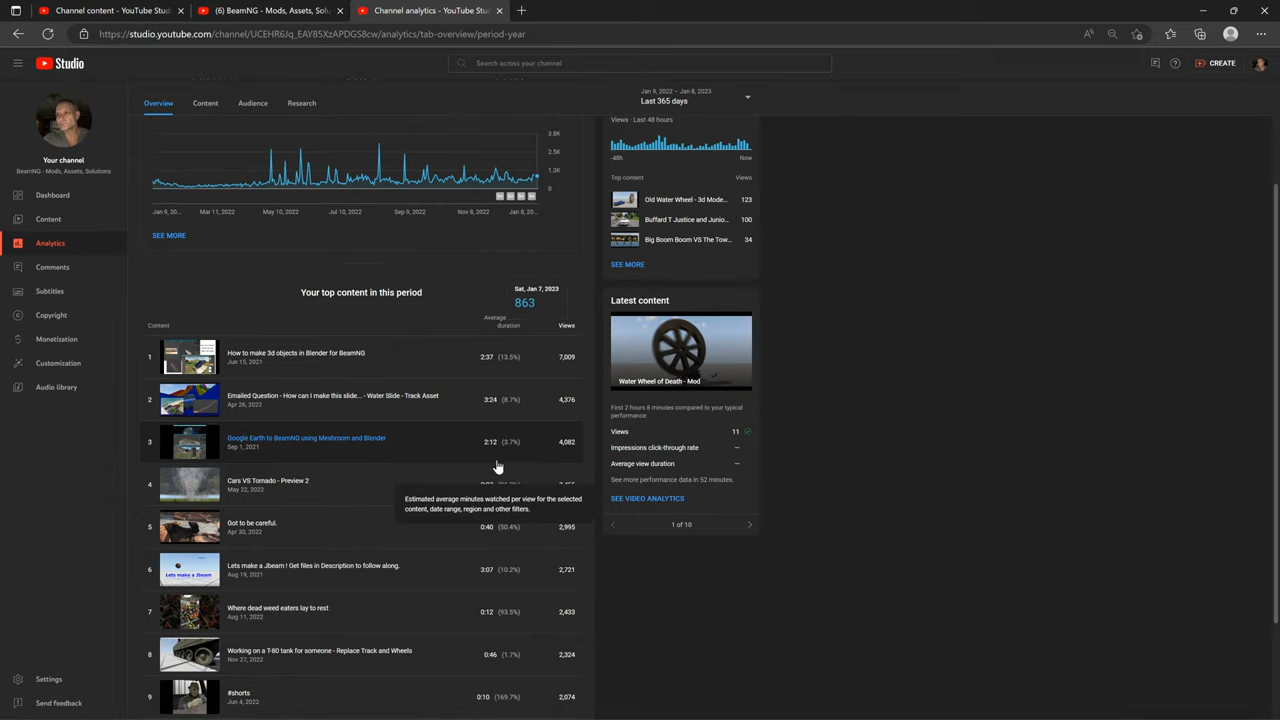 Channel content - YouTube Studi
(6) BeamNG - Mods, Assets, Solu
Channel analytics - YouTube Stu
https://studio.youtube.com/channel/UCEHR6Jq_EAY85XzAPDGS8cw/analytics/tab-overview/period-year
Studio
Search across your channel
CREATE
Your channel
BeamNG - Mods, Assets, Solutions
Dashboard
Content
Analytics
Comments
Subtitles
Copyright
Monetization
Customization
Audio library
Settings
Send feedback
Overview
Content
Audience
Research
Jan 9, 2022 – Jan 8, 2023
Last 365 days
3.8K
2.5K
1.3K
0
Jan 9, 20...
Mar 11, 2022
May 10, 2022
Jul 10, 2022
Sep 9, 2022
Nov 8, 2022
Jan 8, 20...
SEE MORE
Your top content in this period
Sat, Jan 7, 2023
863
Content
Average
duration
Views
1
How to make 3d objects in Blender for BeamNG
Jun 15, 2021
2:37 (13.5%)
7,009
2
Emailed Question - How can I make this slide... - Water Slide - Track Asset
Apr 26, 2022
3:24 (8.7%)
4,376
3
Google Earth to BeamNG using Meshroom and Blender
Sep 1, 2021
2:12 (3.7%)
4,082
4
Cars VS Tornado - Preview 2
May 22, 2022
Estimated average minutes watched per view for the selected
content, date range, region and other filters.
5
Got to be careful.
Apr 30, 2022
0:40 (50.4%)
2,995
6
Lets make a Jbeam
Lets make a Jbeam ! Get files in Description to follow along.
Aug 19, 2021
3:07 (10.2%)
2,721
7
Where dead weed eaters lay to rest
Aug 11, 2022
0:12 (93.5%)
2,433
8
Working on a T-80 tank for someone - Replace Track and Wheels
Nov 27, 2022
0:46 (1.7%)
2,324
9
#shorts
Jun 4, 2022
0:10 (169.7%)
2,074
Views · Last 48 hours
-48h
Now
Top content
Views
Old Water Wheel - 3d Mode...
123
Buffard T Justice and Junio...
100
Big Boom Boom VS The Tow...
34
SEE MORE
Latest content
Water Wheel of Death - Mod
First 2 hours 8 minutes compared to your typical
performance:
Views
11
Impressions click-through rate
—
Average view duration
—
See more performance data in 52 minutes.
SEE VIDEO ANALYTICS
1 of 10